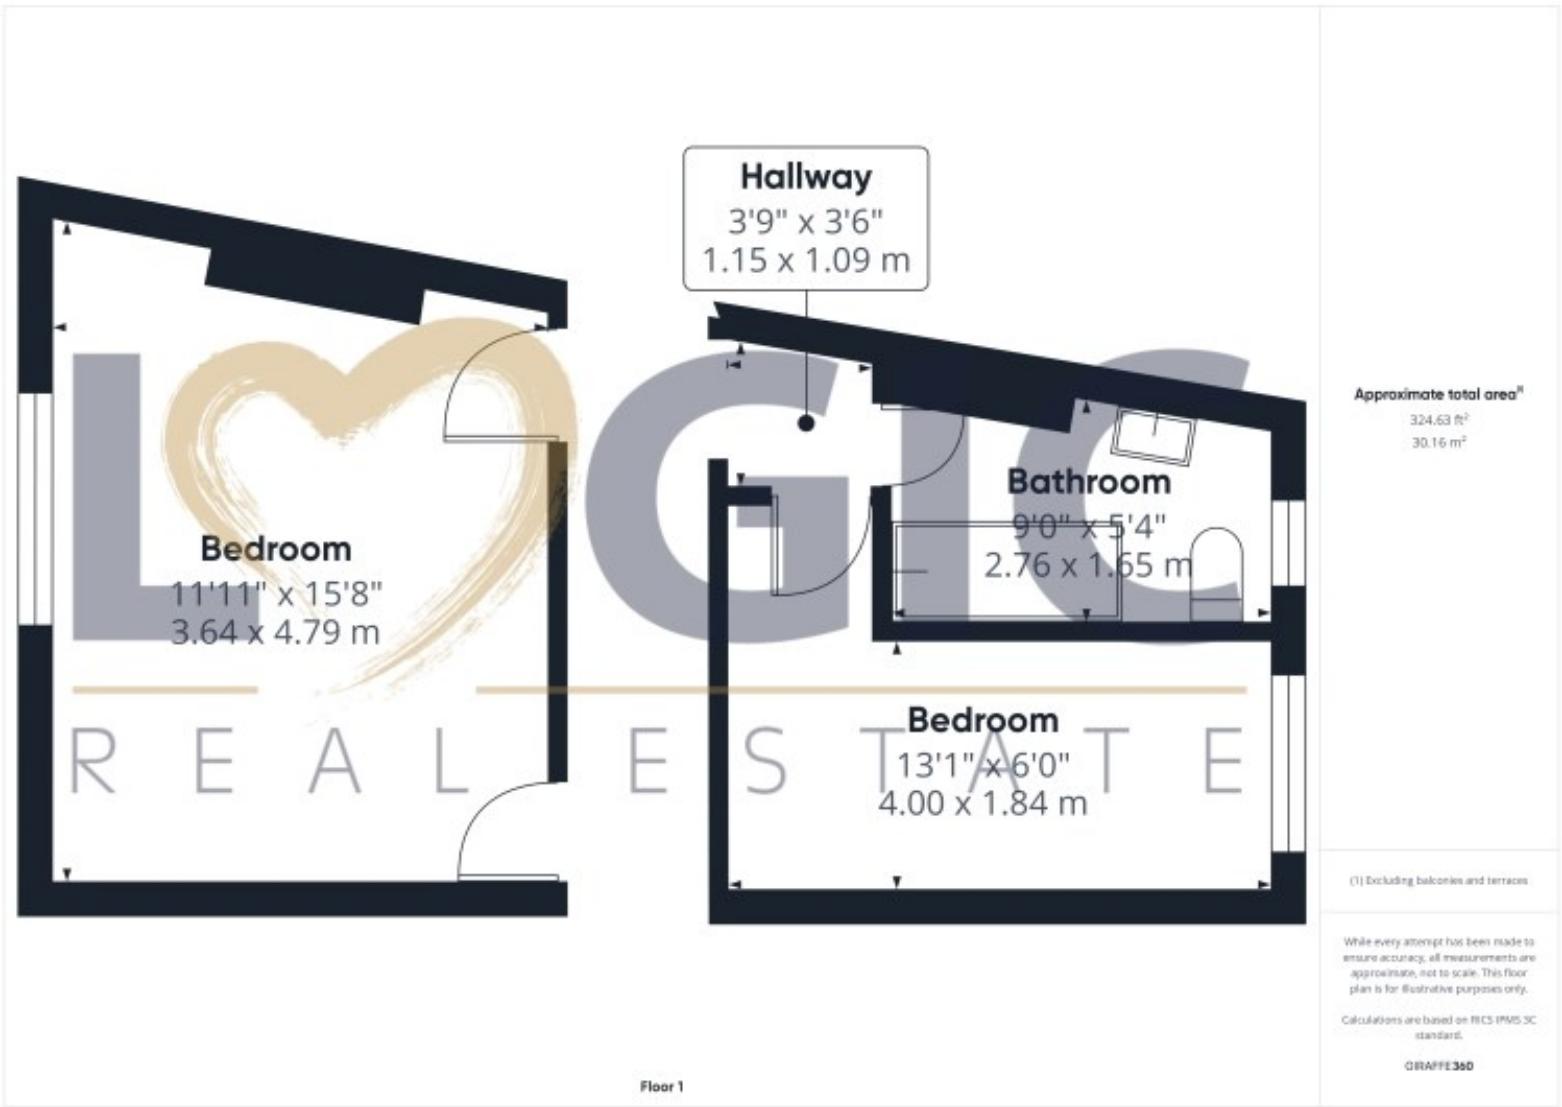 Hallway
3'9" x 3'6"
1.15 x 1.09 m
Bedroom
11'11" x 15'8"
3.64 x 4.79 m
Bathroom
9'0" x 5'4"
2.76 x 1.65 m
Bedroom
13'1" x 6'0"
4.00 x 1.84 m
L GIC
REAL ESTATE
Floor 1
Approximate total area⁽¹⁾
324.63 ft²
30.16 m²
(1) Excluding balconies and terraces
While every attempt has been made to
ensure accuracy, all measurements are
approximate, not to scale. This floor
plan is for illustrative purposes only.
Calculations are based on RICS IPMS 3C
standard.
GIRAFFE360